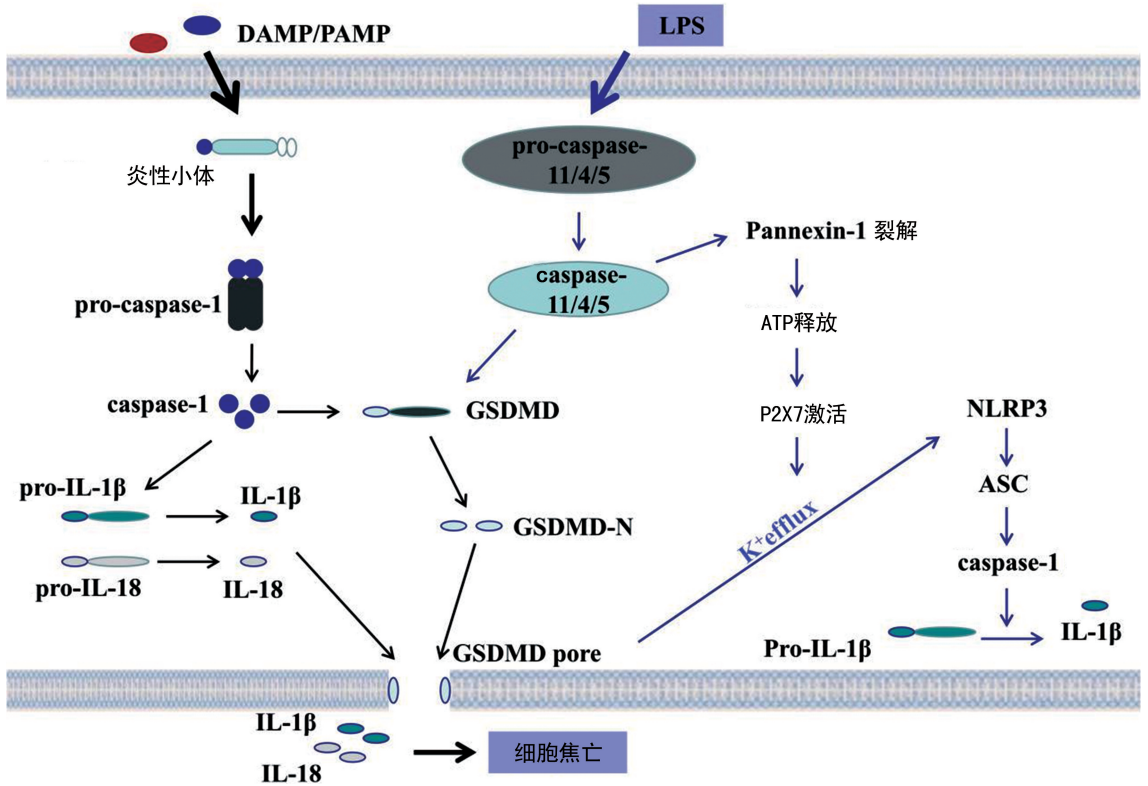 DAMP/PAMP
LPS
炎性小体
pro-caspase-
11/4/5
pro-caspase-1
caspase-
11/4/5
Pannexin-1 裂解
ATP释放
P2X7激活
caspase-1
GSDMD
NLRP3
ASC
caspase-1
pro-IL-1β
IL-1β
GSDMD-N
K⁺efflux
pro-IL-18
IL-18
Pro-IL-1β
IL-1β
GSDMD pore
IL-1β
IL-18
细胞焦亡